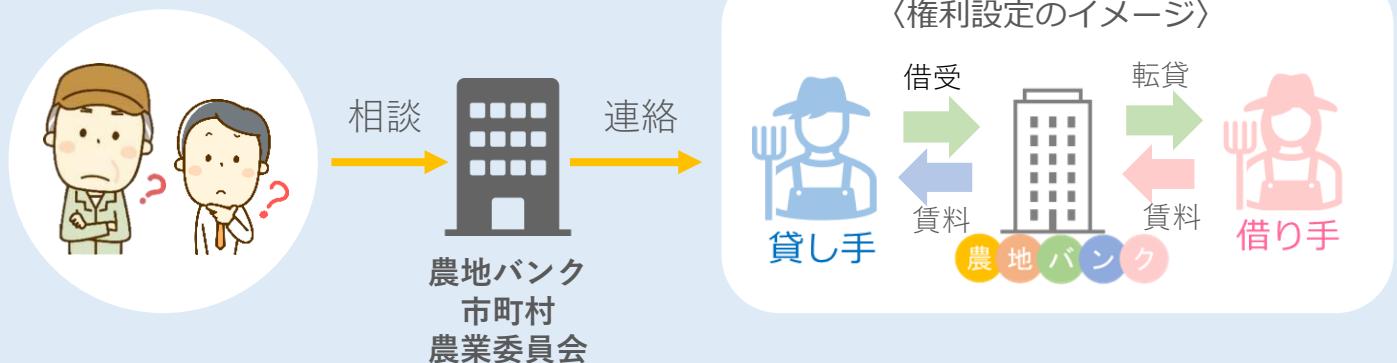 〈権利設定のイメージ〉
相談
連絡
農地バンク
市町村
農業委員会
借受
転貸
賃料
賃料
貸し手
借り手
農地バンク